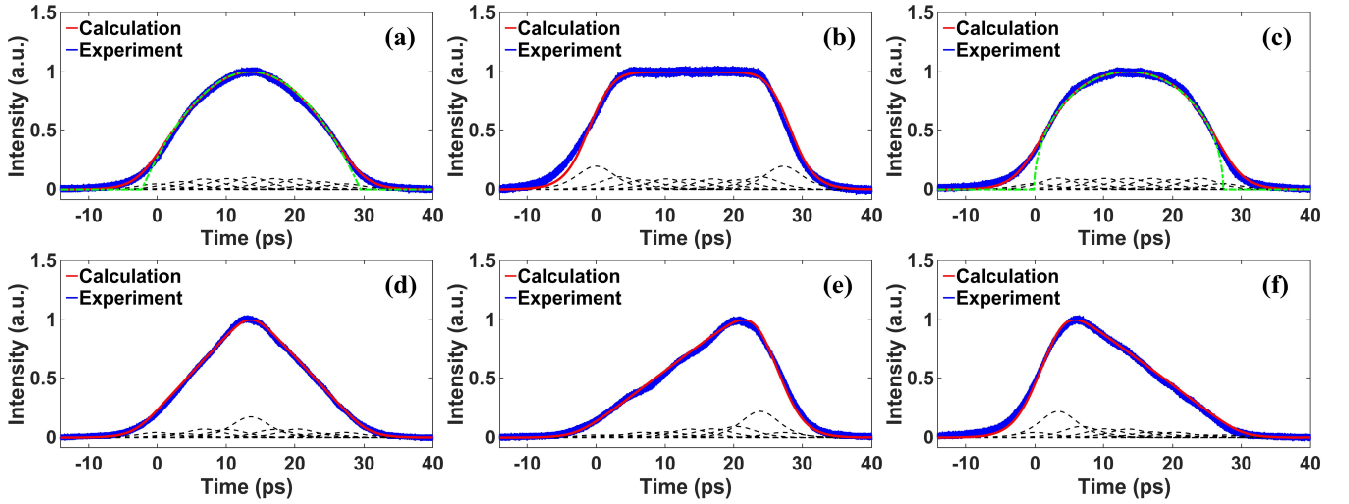 1.5
Calculation
Experiment
(a)
1
0.5
0
Intensity (a.u.)
-10 0 10 20 30 40
Time (ps)
1.5
Calculation
Experiment
(b)
1
0.5
0
Intensity (a.u.)
-10 0 10 20 30 40
Time (ps)
1.5
Calculation
Experiment
(c)
1
0.5
0
Intensity (a.u.)
-10 0 10 20 30 40
Time (ps)
1.5
Calculation
Experiment
(d)
1
0.5
0
Intensity (a.u.)
-10 0 10 20 30 40
Time (ps)
1.5
Calculation
Experiment
(e)
1
0.5
0
Intensity (a.u.)
-10 0 10 20 30 40
Time (ps)
1.5
Calculation
Experiment
(f)
1
0.5
0
Intensity (a.u.)
-10 0 10 20 30 40
Time (ps)